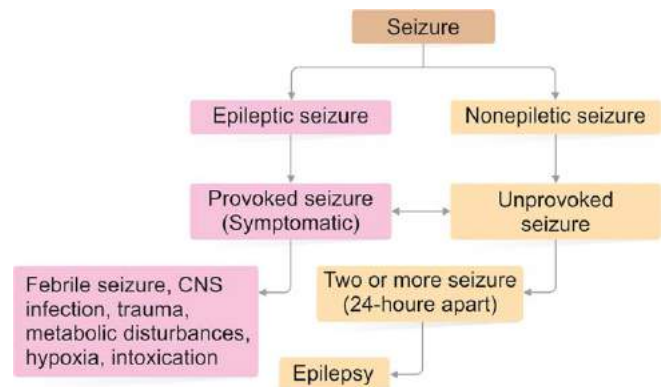 Seizure
Epileptic seizure
Nonepiletic seizure
Provoked seizure
(Symptomatic)
Unprovoked
seizure
Febrile seizure, CNS
infection, trauma,
metabolic disturbances,
hypoxia, intoxication
Two or more seizure
(24-houre apart)
Epilepsy